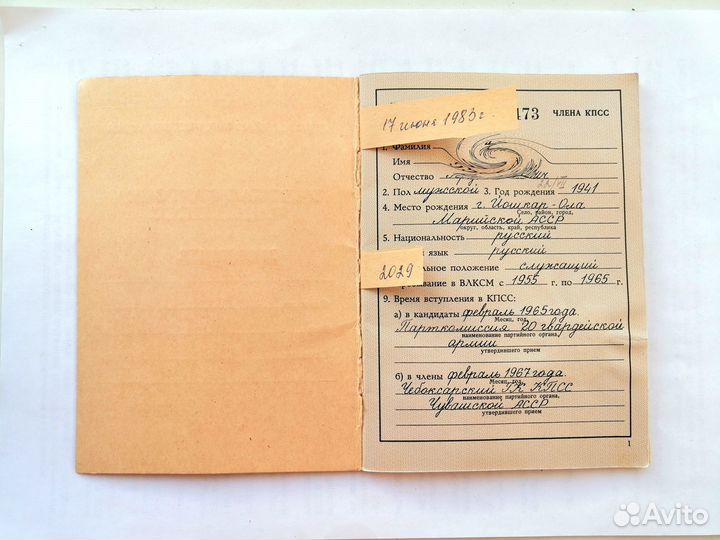 473 ЧЛЕНА КПСС
17 июня 1983 г.
1. Фамилия
Имя
Отчество
2. Пол мужской 3. Год рождения 1941
4. Место рождения г. Йошкар-Ола
Село, район, город,
Марийской АССР
округ, область, край, республика
5. Национальность русский
язык русский
2029
положение служащий
в ВЛКСМ с 1955 г. по 1965 г.
9. Время вступления в КПСС:
а) в кандидаты февраль 1965 года.
Месяц, год,
Парткомиссия 20 гвардейской
наименование партийного органа,
армии
утвердившего прием
б) в члены февраль 1967 года.
Месяц, год,
Чебоксарский ГК КПСС
наименование партийного органа,
Чувашской АССР
утвердившего прием
1
Avito